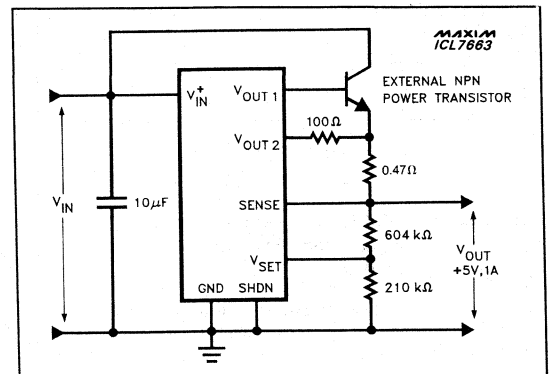 MAXIM
ICL7663
EXTERNAL NPN
POWER TRANSISTOR
V+IN
VOUT 1
100Ω
VOUT 2
0.47Ω
VIN
10µF
SENSE
604 kΩ
VOUT
+5V,1A
VSET
210 kΩ
GND SHDN